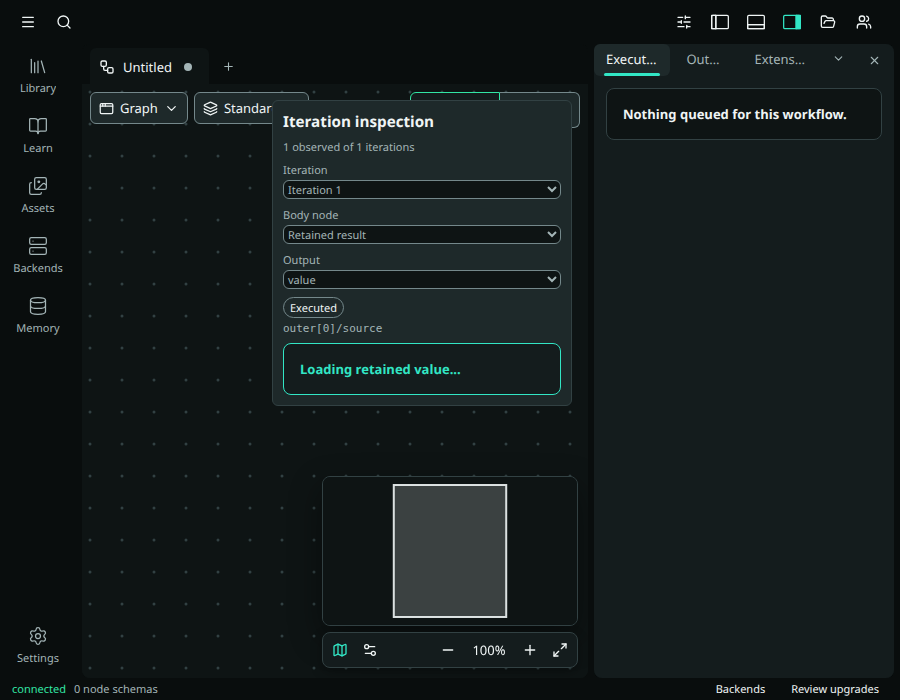 Untitled
Execut...
Out...
Extens...
Library
Learn
Assets
Backends
Memory
Settings
Graph
Standar
Iteration inspection
1 observed of 1 iterations
Iteration
Iteration 1
Body node
Retained result
Output
value
Executed
outer[0]/source
Loading retained value...
Nothing queued for this workflow.
100%
connected
0 node schemas
Backends
Review upgrades